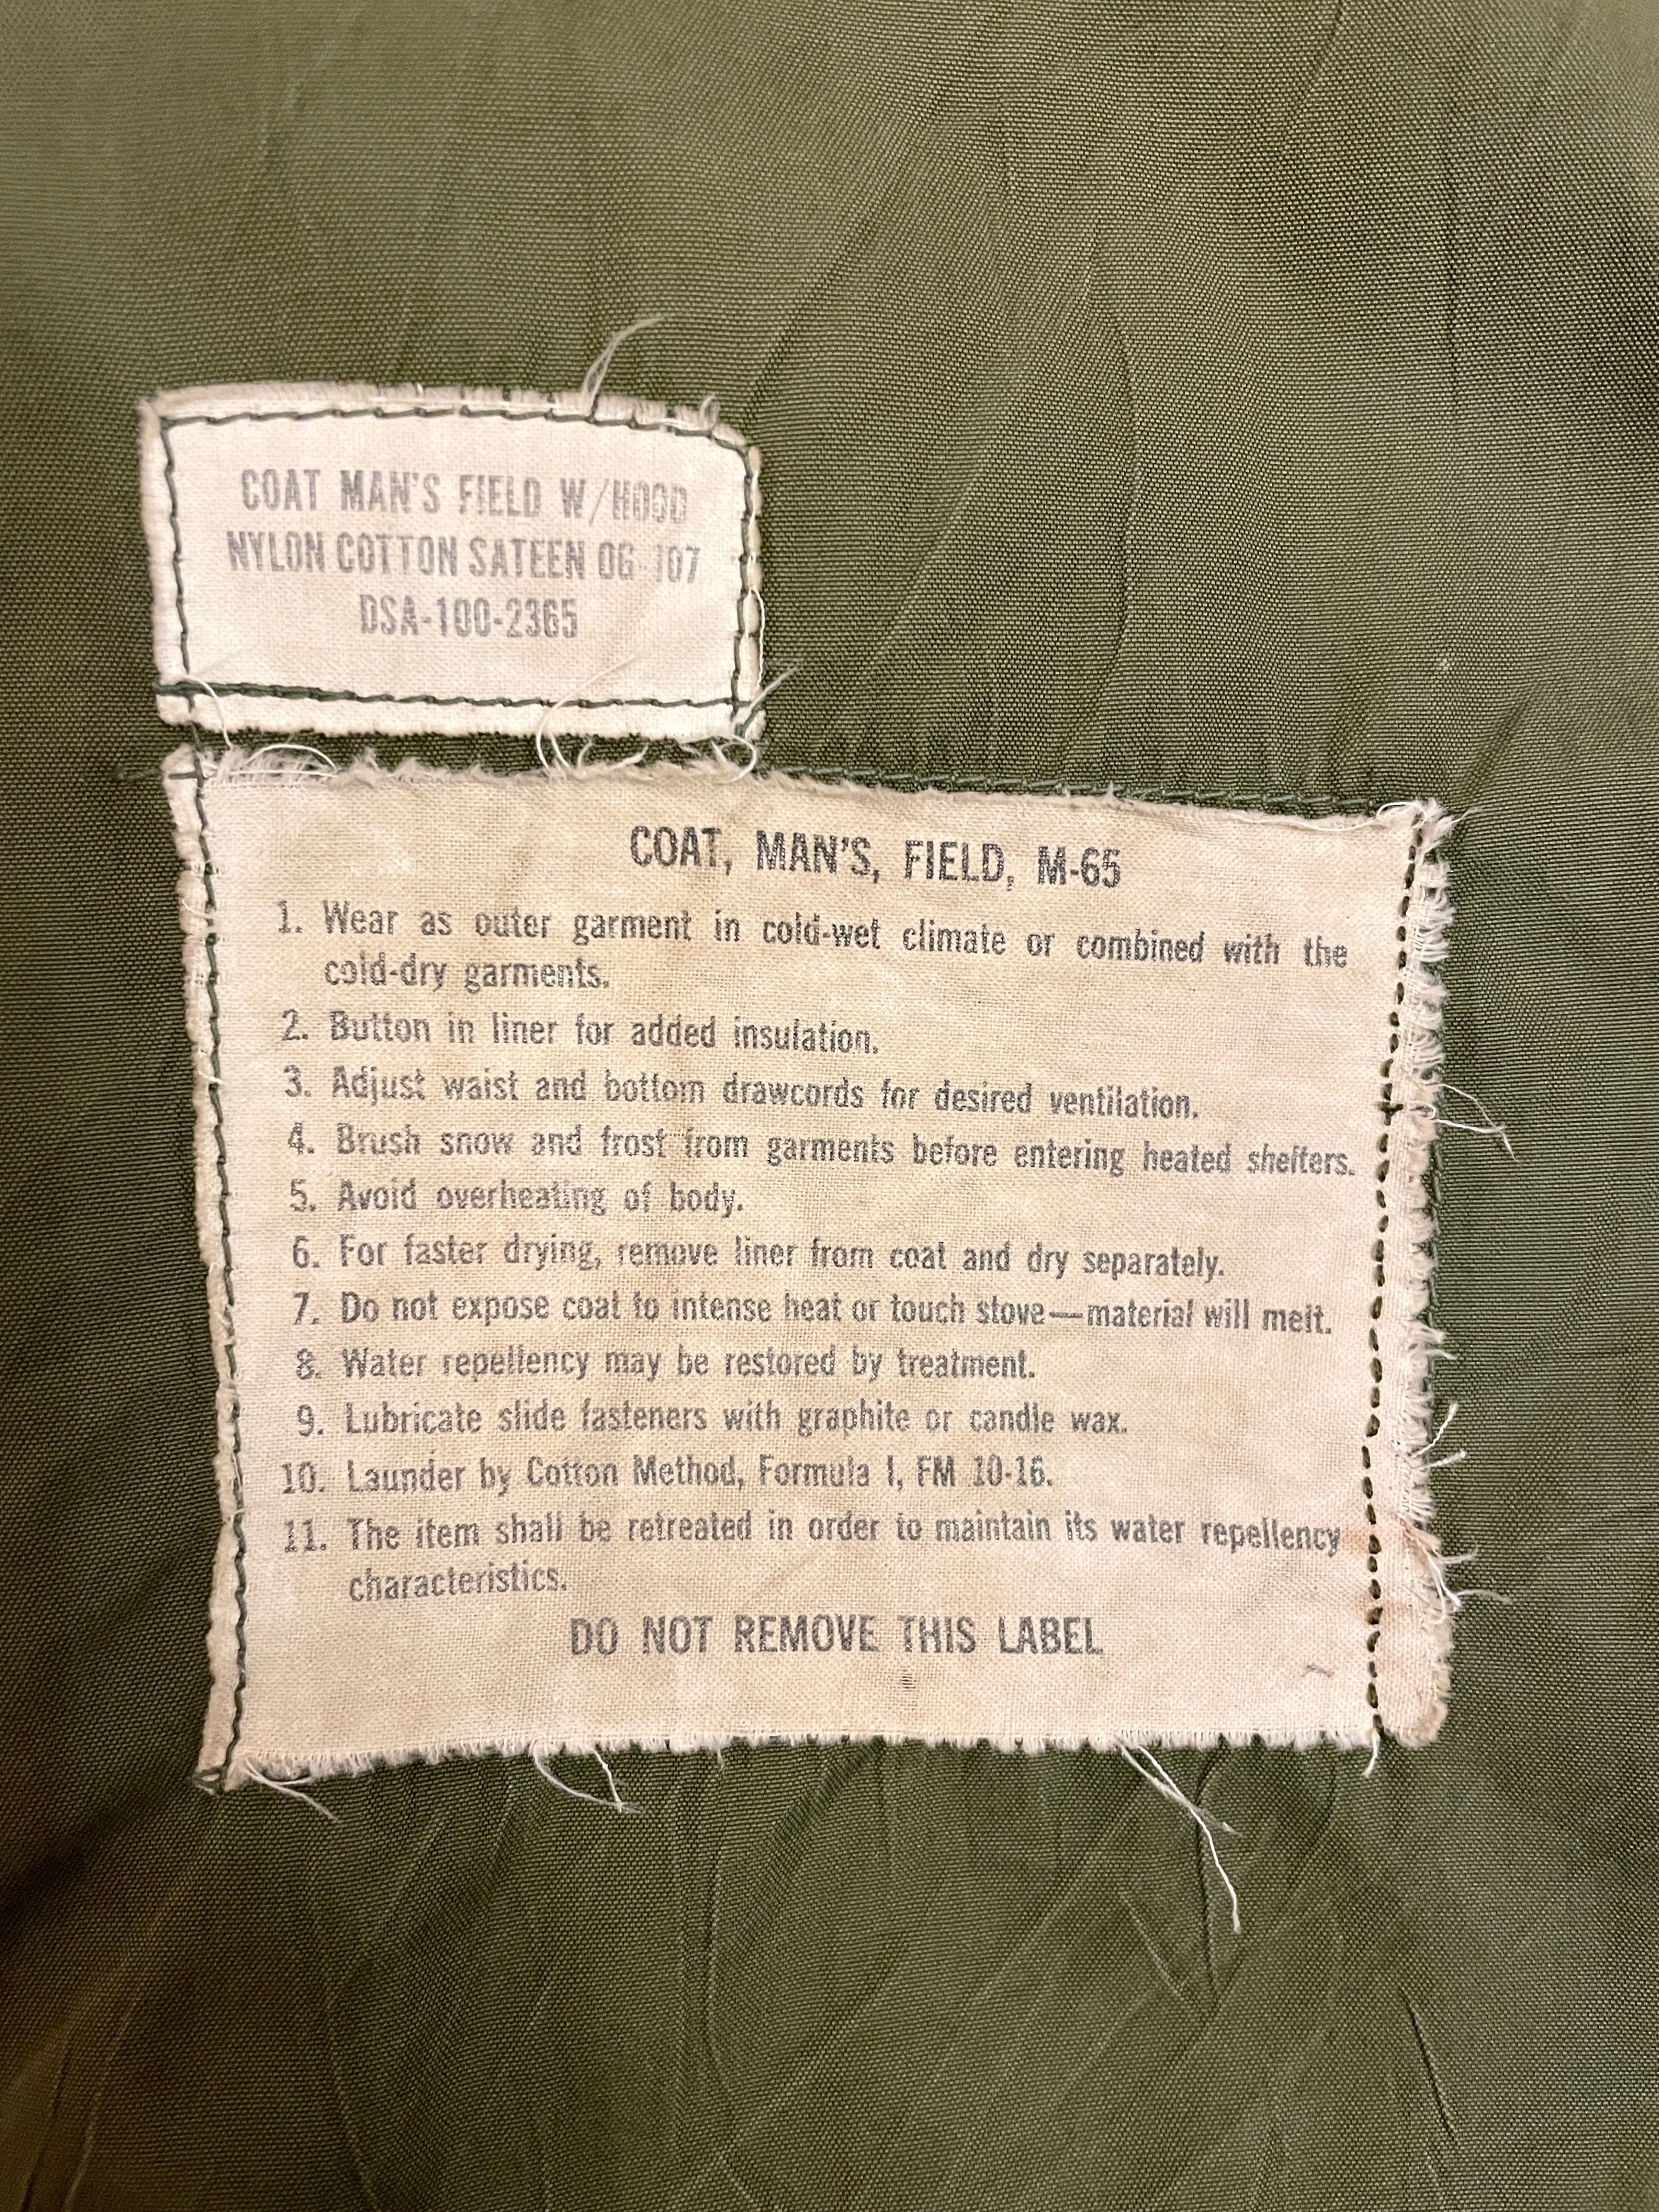 COAT MAN'S FIELD W/HOOD
NYLON COTTON SATEEN OG 107
DSA-100-2365
COAT, MAN'S, FIELD, M-65
1. Wear as outer garment in cold-wet climate or combined with the
cold-dry garments.
2. Button in liner for added insulation.
3. Adjust waist and bottom drawcords for desired ventilation.
4. Brush snow and frost from garments before entering heated shelters.
5. Avoid overheating of body.
6. For faster drying, remove liner from coat and dry separately.
7. Do not expose coat to intense heat or touch stove—material will melt.
8. Water repellency may be restored by treatment.
9. Lubricate slide fasteners with graphite or candle wax.
10. Launder by Cotton Method, Formula I, FM 10-16.
11. The item shall be retreated in order to maintain its water repellency
characteristics.
DO NOT REMOVE THIS LABEL